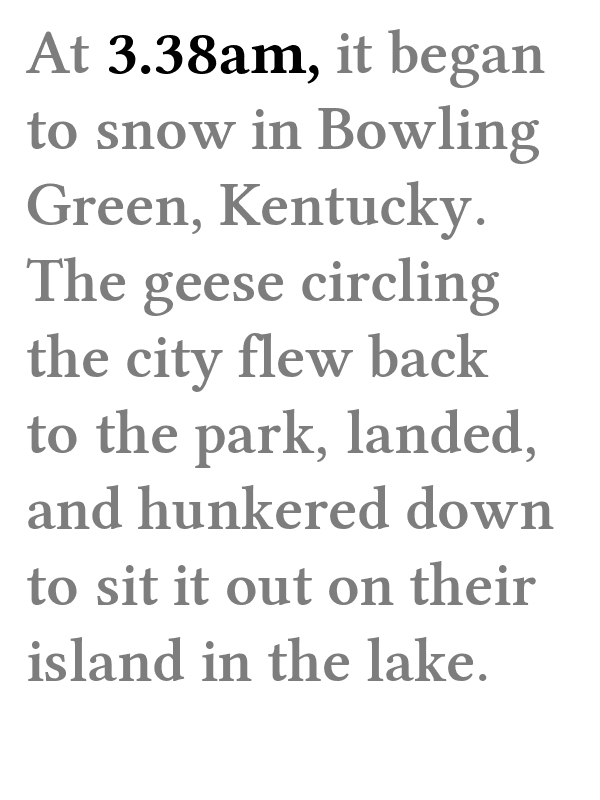 At 3.38am, it began
to snow in Bowling
Green, Kentucky.
The geese circling
the city flew back
to the park, landed,
and hunkered down
to sit it out on their
island in the lake.